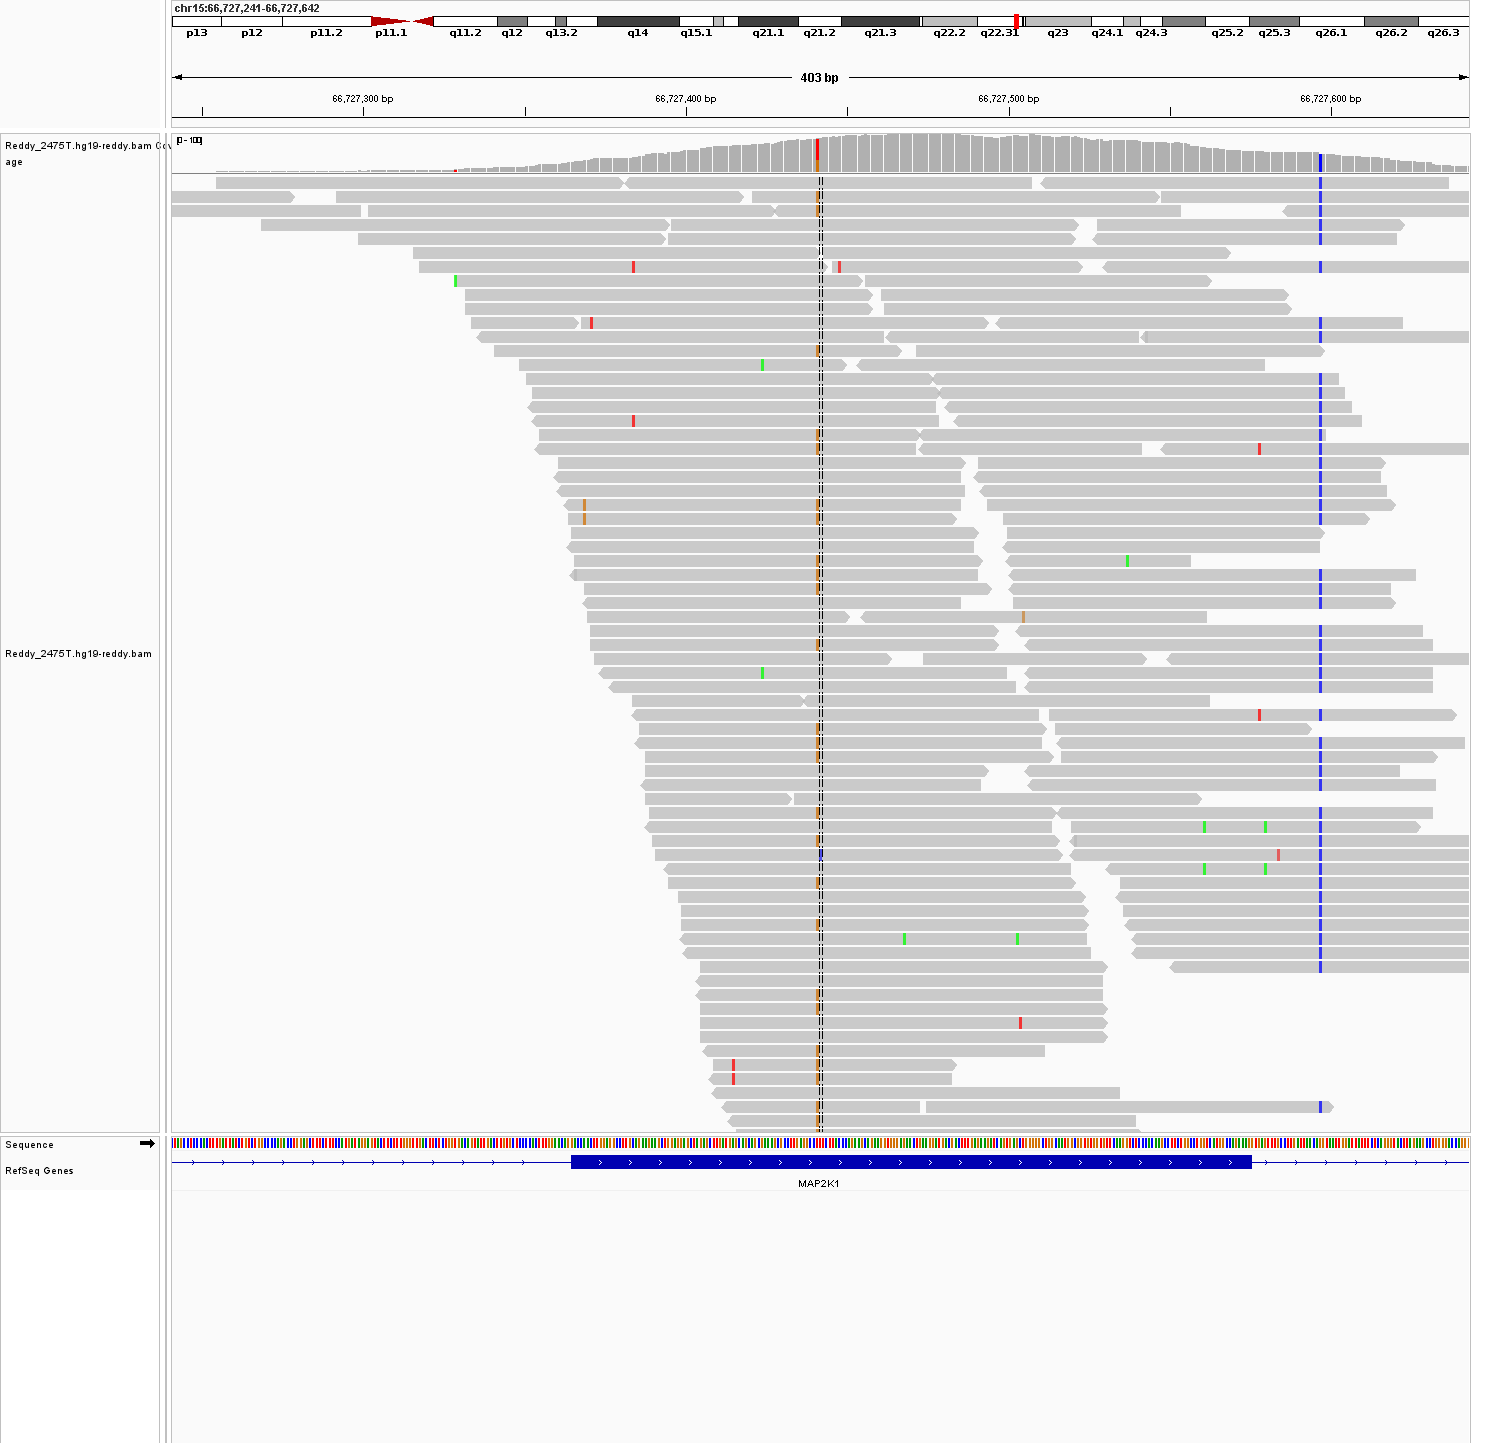 chr15:66,727,241-66,727,642
p13 p12 p11.2 p11.1 q11.2 q12 q13.2 q14 q15.1 q21.1 q21.2 q21.3 q22.2 q22.31 q23 q24.1 q24.3 q25.2 q25.3 q26.1 q26.2 q26.3
403 bp
66,727,300 bp 66,727,400 bp 66,727,500 bp 66,727,600 bp
Reddy_2475T.hg19-reddy.bam Cov
age
[0 - 100]
Reddy_2475T.hg19-reddy.bam
Sequence
RefSeq Genes
MAP2K1